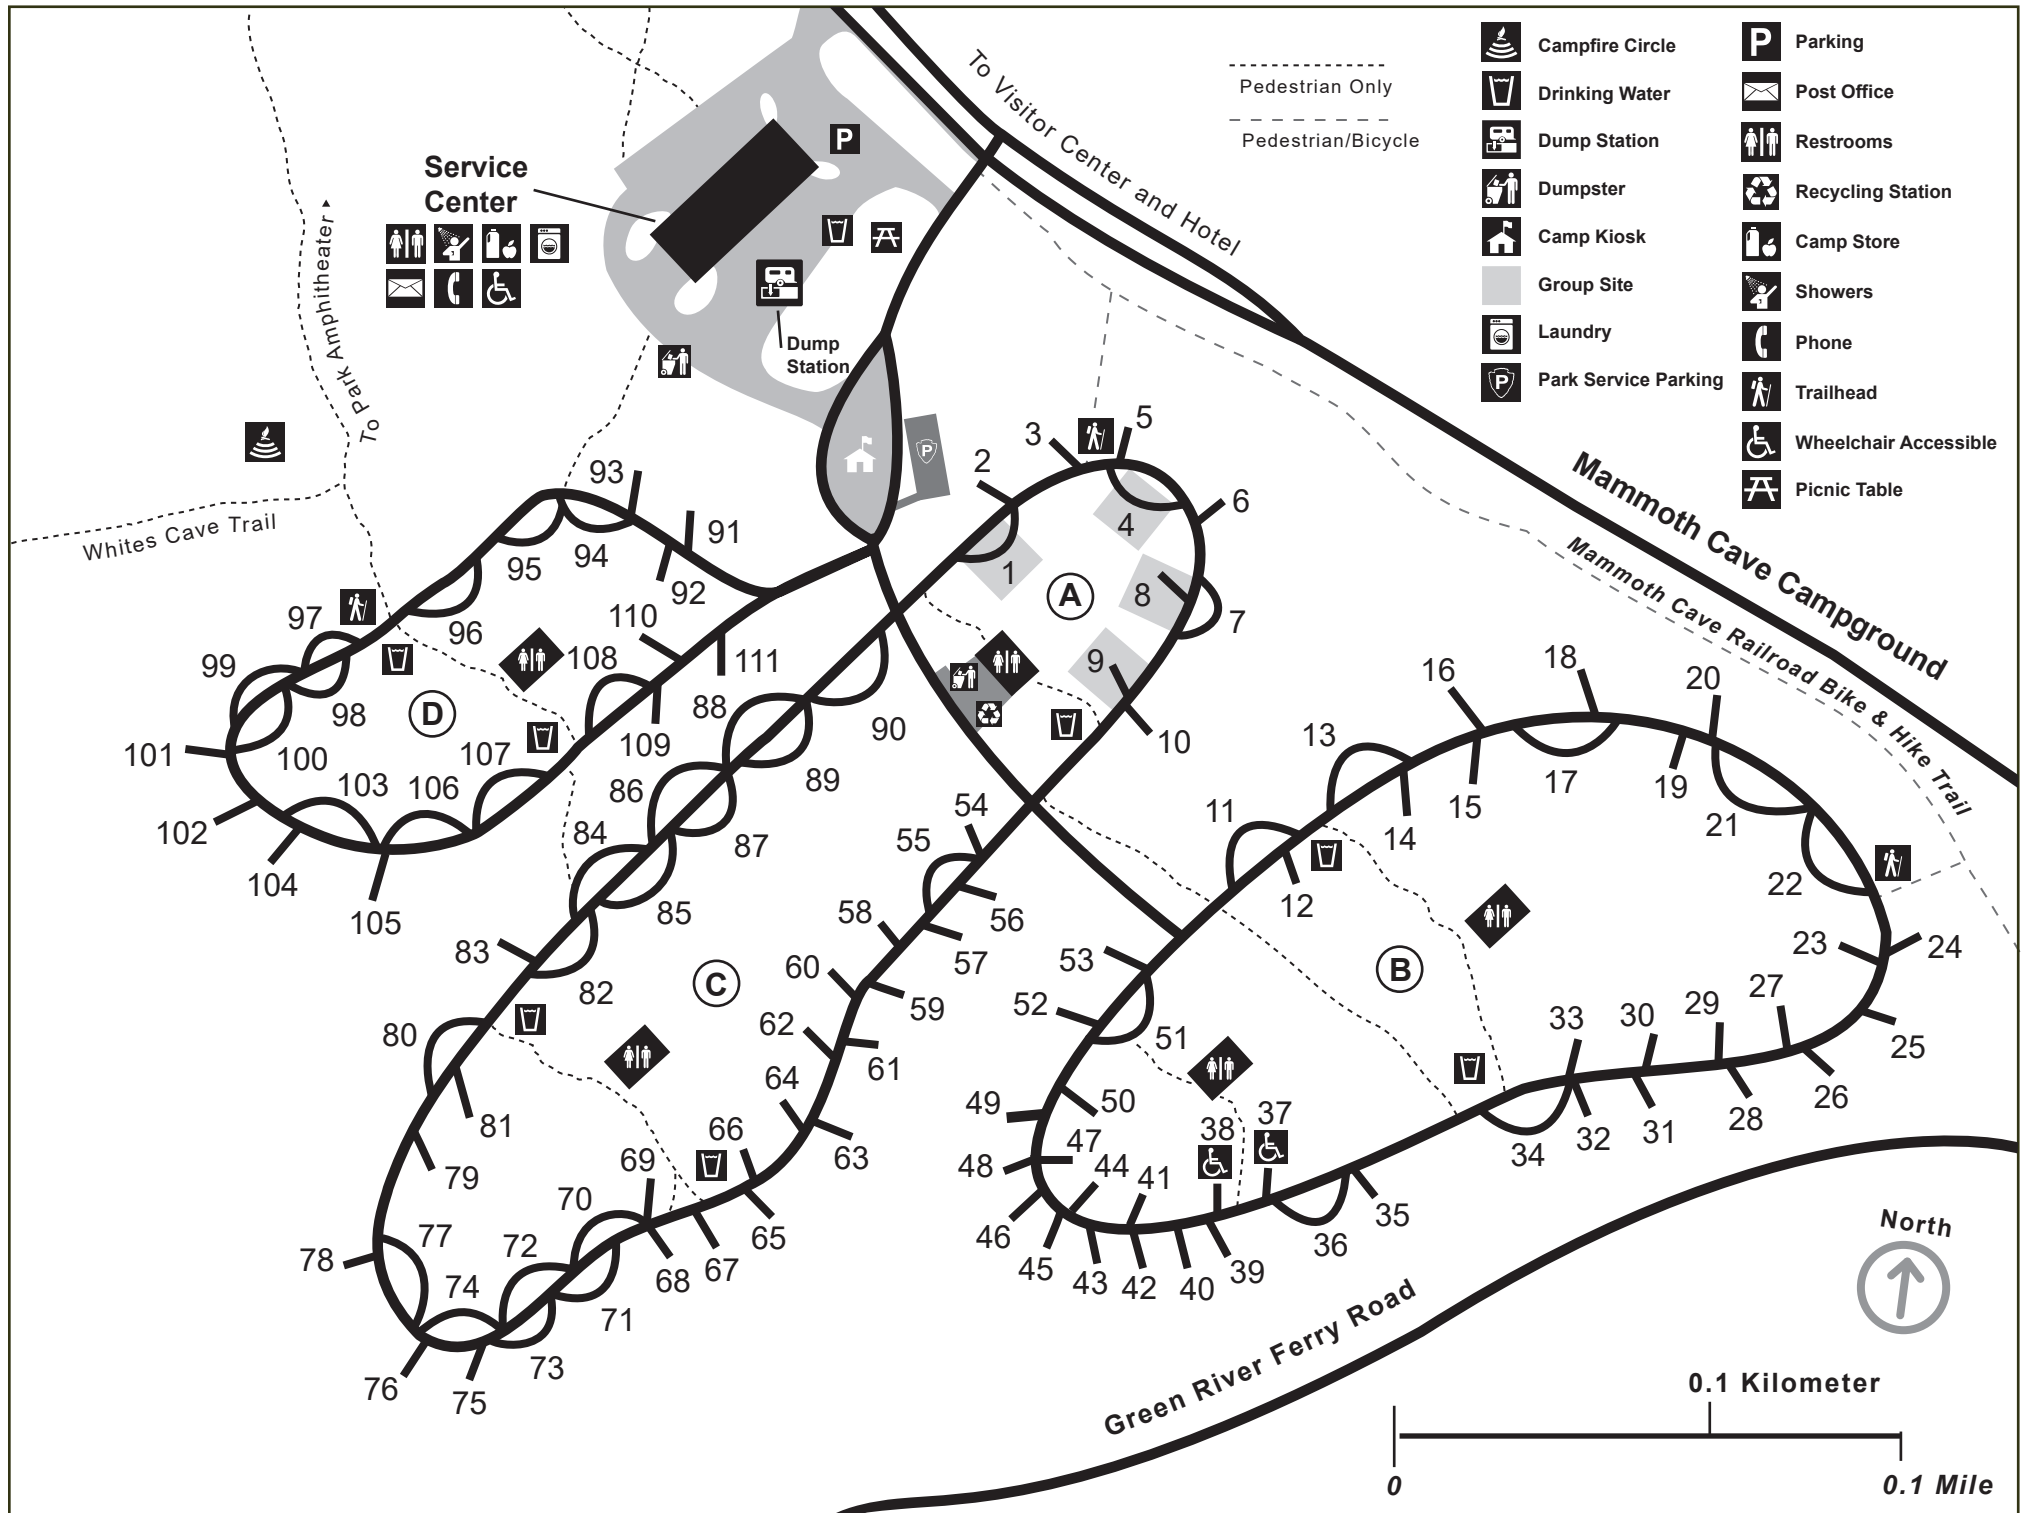 To Visitor Center and Hotel
Pedestrian Only
Pedestrian/Bicycle
Campfire Circle
Drinking Water
Dump Station
Dumpster
Camp Kiosk
Group Site
Laundry
Park Service Parking
P
Parking
Post Office
Restrooms
Recycling Station
Camp Store
Showers
Phone
Trailhead
Wheelchair Accessible
Picnic Table
P
Service
Center
P
Dump
Station
P
To Park Amphitheater
Whites Cave Trail
Mammoth Cave Campground
Mammoth Cave Railroad Bike & Hike Trail
A
1
2
3
4
5
6
7
8
9
10
B
11
12
13
14
15
16
17
18
19
20
21
22
23
24
25
26
27
28
29
30
31
32
33
34
35
36
37
38
39
40
41
42
43
44
45
46
47
48
49
50
51
52
53
C
54
55
56
57
58
59
60
61
62
63
64
65
66
67
68
69
70
71
72
73
74
75
76
77
78
79
80
81
82
83
84
85
86
87
88
89
90
D
91
92
93
94
95
96
97
98
99
100
101
102
103
104
105
106
107
108
109
110
111
Green River Ferry Road
North
0.1 Kilometer
0
0.1 Mile